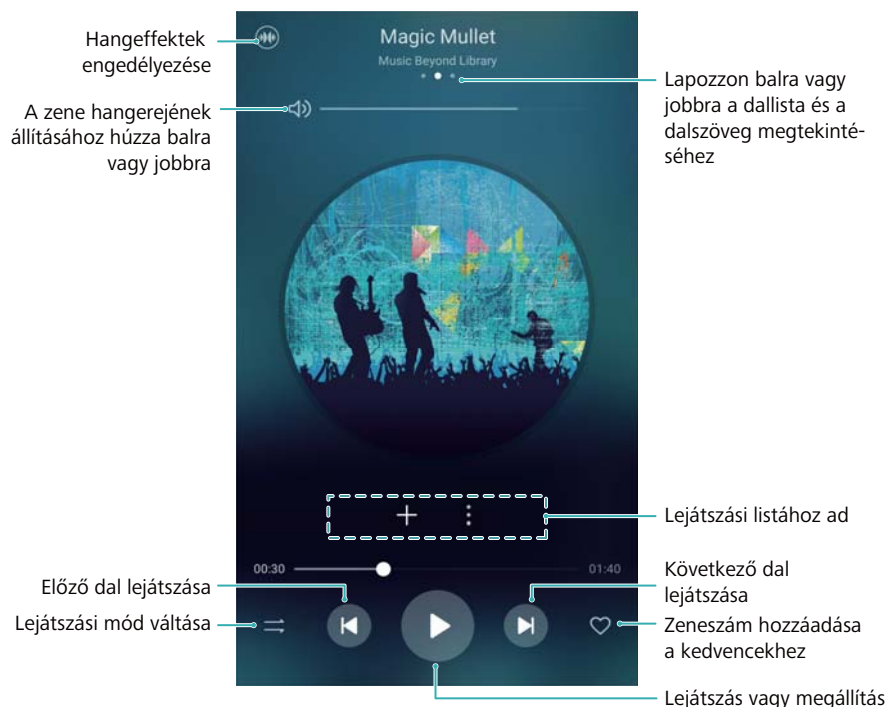 Hangeffektek
engedélyezése
Magic Mullet
Music Beyond Library
A zene hangerejének
állításához húzza balra
vagy jobbra
Lapozzon balra vagy
jobbra a dallista és a
dalszöveg megtekinté-
séhez
Lejátszási listához ad
00:30
01:40
Előző dal lejátszása
Következő dal
lejátszása
Lejátszási mód váltása
Zeneszám hozzáadása
a kedvencekhez
Lejátszás vagy megállítás